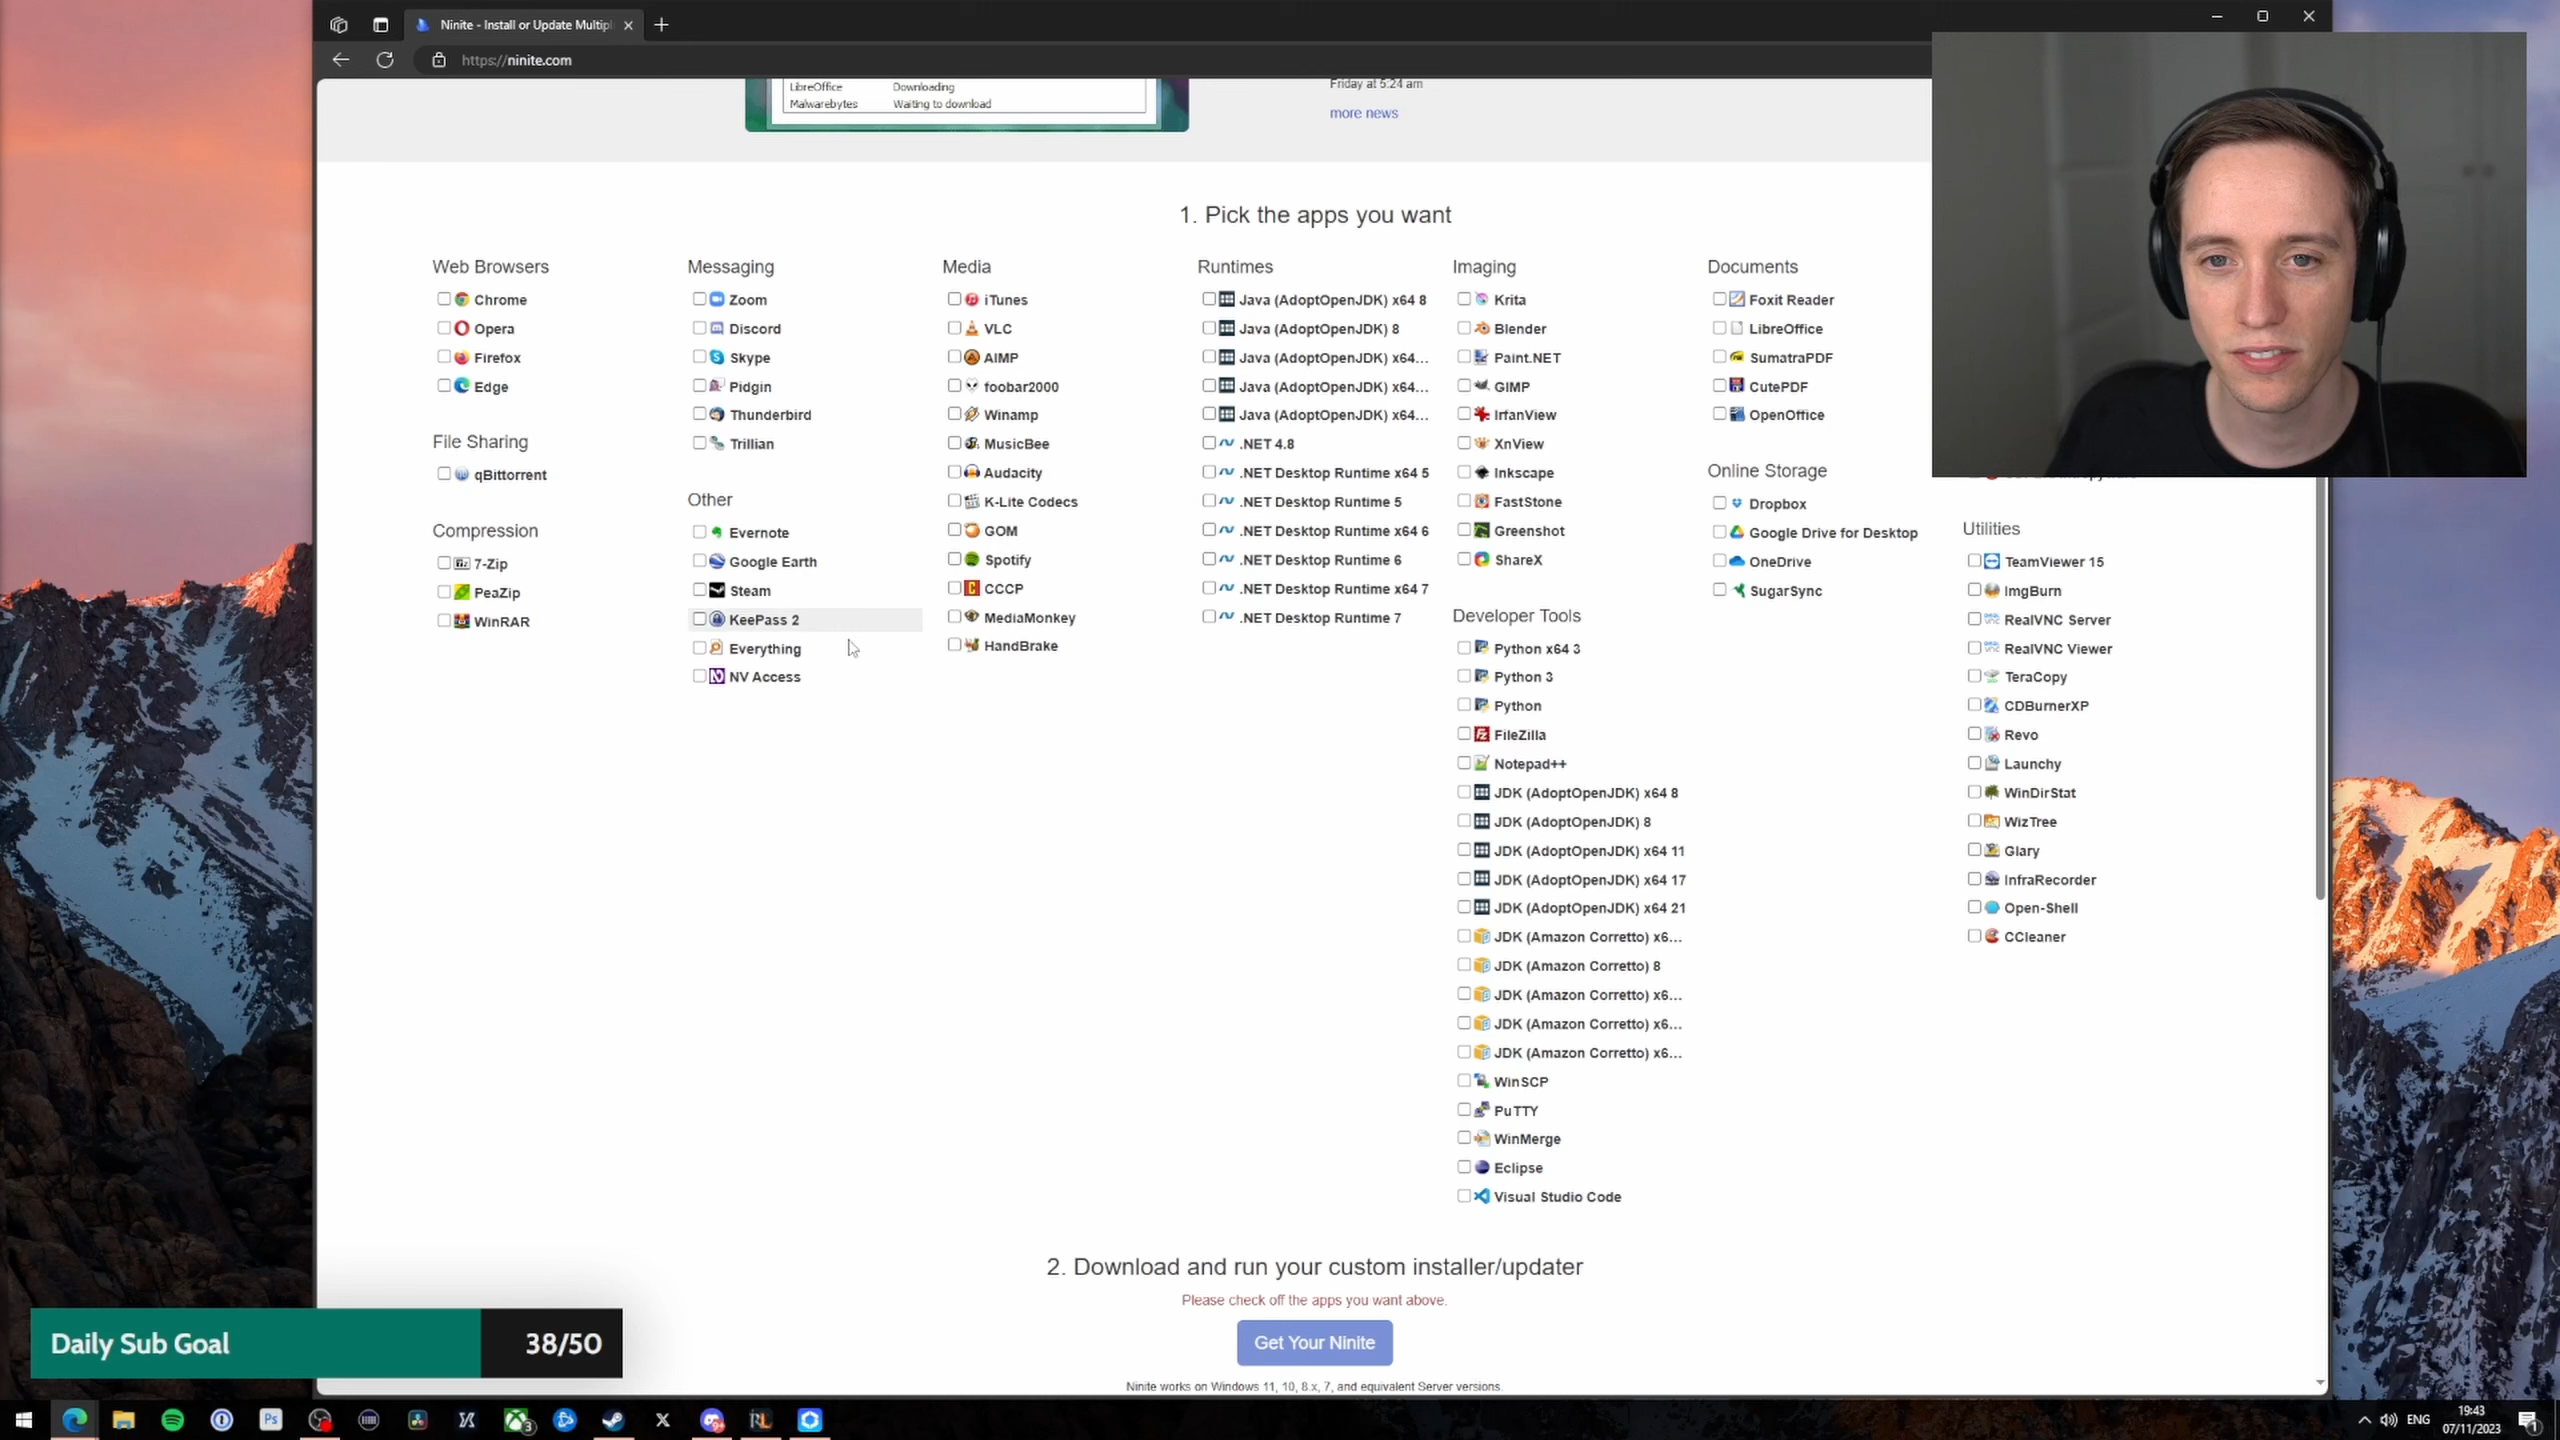 Ninite - Install or Update Multipl
https://ninite.com
LibreOffice Downloading
Malwarebytes Waiting to download
Friday at 5:24 am
more news
1. Pick the apps you want
Web Browsers
Chrome
Opera
Firefox
Edge
File Sharing
qBittorrent
Compression
7-Zip
PeaZip
WinRAR
Messaging
Zoom
Discord
Skype
Pidgin
Thunderbird
Trillian
Other
Evernote
Google Earth
Steam
KeePass 2
Everything
NV Access
Media
iTunes
VLC
AIMP
foobar2000
Winamp
MusicBee
Audacity
K-Lite Codecs
GOM
Spotify
CCCP
MediaMonkey
HandBrake
Runtimes
Java (AdoptOpenJDK) x64 8
Java (AdoptOpenJDK) 8
Java (AdoptOpenJDK) x64...
Java (AdoptOpenJDK) x64...
Java (AdoptOpenJDK) x64...
.NET 4.8
.NET Desktop Runtime x64 5
.NET Desktop Runtime 5
.NET Desktop Runtime x64 6
.NET Desktop Runtime 6
.NET Desktop Runtime x64 7
.NET Desktop Runtime 7
Imaging
Krita
Blender
Paint.NET
GIMP
IrfanView
XnView
Inkscape
FastStone
Greenshot
ShareX
Developer Tools
Python x64 3
Python 3
Python
FileZilla
Notepad++
JDK (AdoptOpenJDK) x64 8
JDK (AdoptOpenJDK) 8
JDK (AdoptOpenJDK) x64 11
JDK (AdoptOpenJDK) x64 17
JDK (AdoptOpenJDK) x64 21
JDK (Amazon Corretto) x6...
JDK (Amazon Corretto) 8
JDK (Amazon Corretto) x6...
JDK (Amazon Corretto) x6...
JDK (Amazon Corretto) x6...
WinSCP
PuTTY
WinMerge
Eclipse
Visual Studio Code
Documents
Foxit Reader
LibreOffice
SumatraPDF
CutePDF
OpenOffice
Online Storage
Dropbox
Google Drive for Desktop
OneDrive
SugarSync
Utilities
TeamViewer 15
ImgBurn
RealVNC Server
RealVNC Viewer
TeraCopy
CDBurnerXP
Revo
Launchy
WinDirStat
WizTree
Glary
InfraRecorder
Open-Shell
CCleaner
2. Download and run your custom installer/updater
Please check off the apps you want above.
Get Your Ninite
Ninite works on Windows 11, 10, 8.x, 7, and equivalent Server versions.
Daily Sub Goal 38/50
Ps
3
9+
RL
ENG
19:43
07/11/2023
1